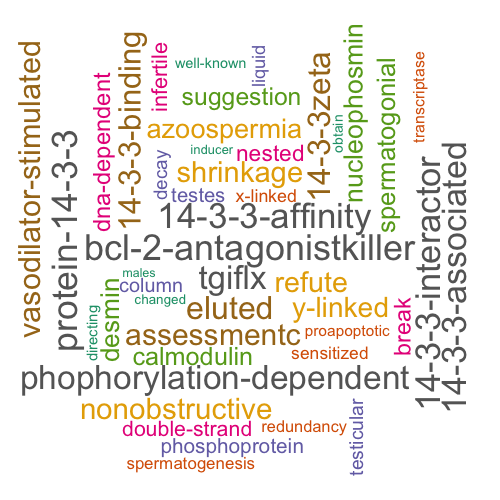 well-known
liquid
infertile
suggestion
14-3-3-binding
dna-dependent
vasodilator-stimulated
protein-14-3-3
azoospermia
14-3-3zeta
obtain
nucleophosmin
spermatogonial
transcriptase
inducer
nested
decay
shrinkage
testes
x-linked
14-3-3-affinity
14-3-3-interactor
14-3-3-associated
bcl-2-antagonistkiller
males
tgiflx
refute
column
changed
desmin
directing
eluted
y-linked
break
assessmentc
proapoptotic
calmodulin
sensitized
phophorylation-dependent
nonobstructive
double-strand
redundancy
testicular
phosphoprotein
spermatogenesis